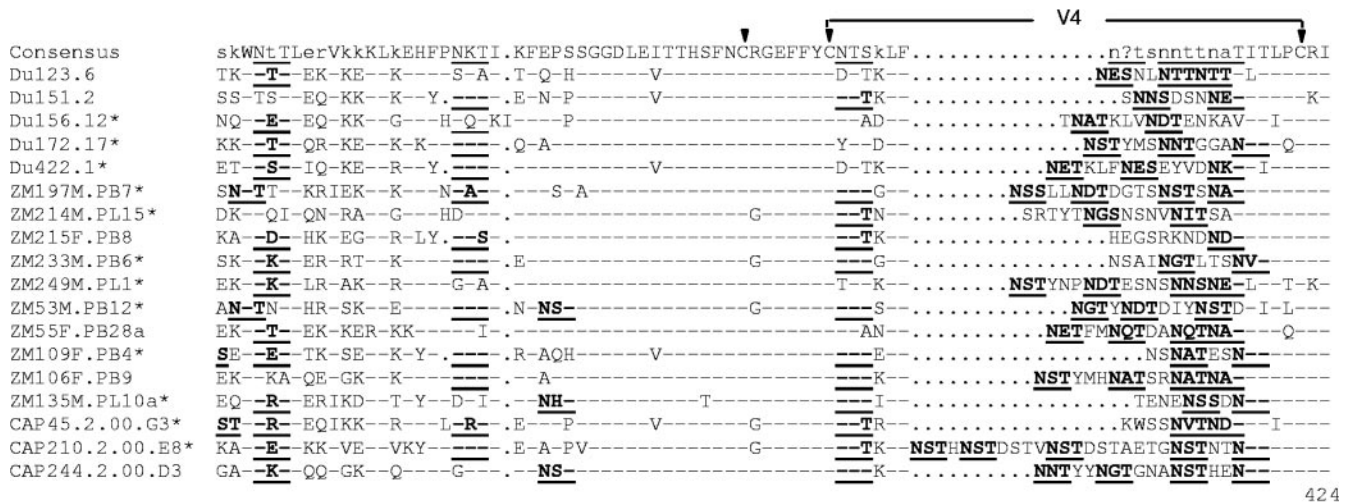 V4
Consensus skWNtTLerVkkKLkEHFPNKTI.KFEPSSGGDLEITTHSFNCRGEFFYCNTSkLF.................n?tsnnttnaTITLPCRI
Du123.6 TK--T---EK-KE---K----S-A--.T-Q-H-------V---------------D-TK--...............NESNLNTTNTT-L------
Du151.2 SS-TS---EQ-KK---K--Y.---.E-N-P-------V-----------------TK--.................SNNSDSNNE------K-
Du156.12* NQ--E---EQ-KK---G---H-Q-KI----P-----------------------AD--............TNATKLVNDTENKAV--I-----
Du172.17* KK--T---QR-KE--K-K-----.--Q-A-------------------------Y--D--..............NSTYMSNNTGGAN---Q---
Du422.1* ET--S---IQ-KE---R--Y.---.-----------V---------------D-TK--...........NETKLFNESEYVDNK--I-----
ZM197M.PB7* SN-TT---KRIEK--K---N-A--.---S-A-----------------------G--........NSSLLNDTDGTSNSTSNA---------
ZM214M.PL15* DK--QI--QN--RA---G---HD---.------------------G---------TN--.........SRTYTNGSNSNVNITSA--------
ZM215F.PB8 KA--D---HK-EG---R-LY.---S-.---------------------------TK--................HEGSRKNDND---------
ZM233M.PB6* SK--K---ER--RT---K-------.-E------------------G--------G--..............NSAINGTLTSNV--------
ZM249M.PL1* EK--K---LR-AK---R----G-A--.--------------------------T--K--........NSTYNPNDTESNSNNSNE-L--T-K-
ZM53M.PB12* AN-TN---HR-SK---E-------.-N-NS----------------G--------S--.............NGTYNDTDIYNSTD-I-L----
ZM55F.PB28a EK--T---EK-KER-KK-----I--.--------------------------AN--...........NETFMNQTDANQTNA----Q---
ZM109F.PB4* SE--E---TK-SE---K-Y.----.--R-AQH------V----------------E--...................NSNATESN--------
ZM106F.PB9 EK--KA--QE-GK---K-------.--A---------------------------K--..........NSTYMHNATSRNATNA---------
ZM135M.PL10a* EQ--R---ERIKD--T-Y--D-I--.--NH----------T--------------I--.................TENENSSDN---------
CAP45.2.00.G3* ST--R---EQIKK--R---L-R--.-E---P-------V---------------TR--................KWSSNVTND---I-----
CAP210.2.00.E8* KA--E---KK-VE--VKY----.--E-A-PV-----------------------TK--NSTHNSTDSTVNSTDSTAETGNSTNTN--------
CAP244.2.00.D3 GA--K---QQ-GK--Q-----G---.--NS------------------------K--..........NNTYYNGTGNANSTHEN---------
424